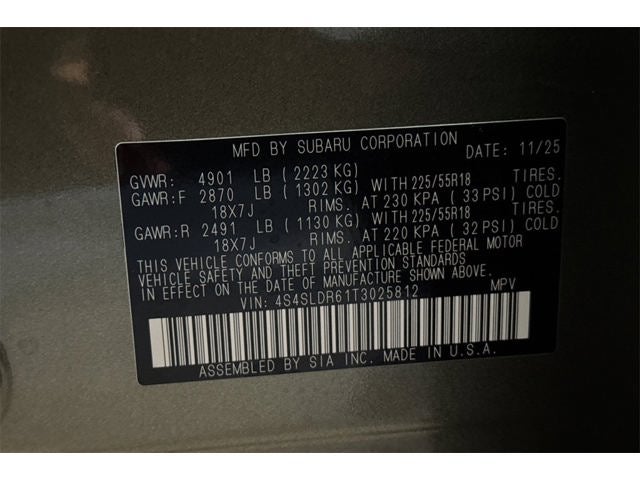 MFD BY SUBARU CORPORATION DATE: 11/25
GVWR: 4901 LB ( 2223 KG)
GAWR:F 2870 LB ( 1302 KG) WITH 225/55R18 TIRES.
18X7J RIMS. AT 230 KPA ( 33 PSI) COLD
GAWR:R 2491 LB ( 1130 KG) WITH 225/55R18 TIRES.
18X7J RIMS. AT 220 KPA ( 32 PSI) COLD
THIS VEHICLE CONFORMS TO ALL APPLICABLE FEDERAL MOTOR
VEHICLE SAFETY AND THEFT PREVENTION STANDARDS
IN EFFECT ON THE DATE OF MANUFACTURE SHOWN ABOVE.
VIN: 4S4SLDR61T3025812 MPV
ASSEMBLED BY SIA INC. MADE IN U.S.A.